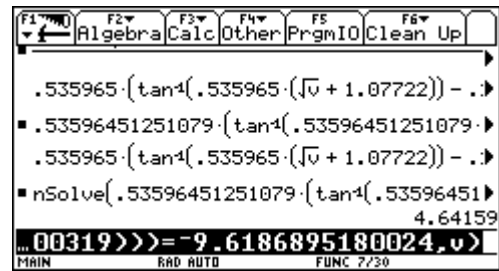 F1 F2 F3 F4 F5 F6
Algebra Calc Other PrgmIO Clean Up
.535965·(tan⁻¹(.535965·(√v + 1.07722)) - .
.53596451251079·(tan⁻¹(.53596451251079·
.535965·(tan⁻¹(.535965·(√v + 1.07722)) - .
nSolve(.53596451251079·(tan⁻¹(.53596451
4.64159
…00319)))=⁻9.6186895180024,v)
MAIN RAD AUTO FUNC 7/30